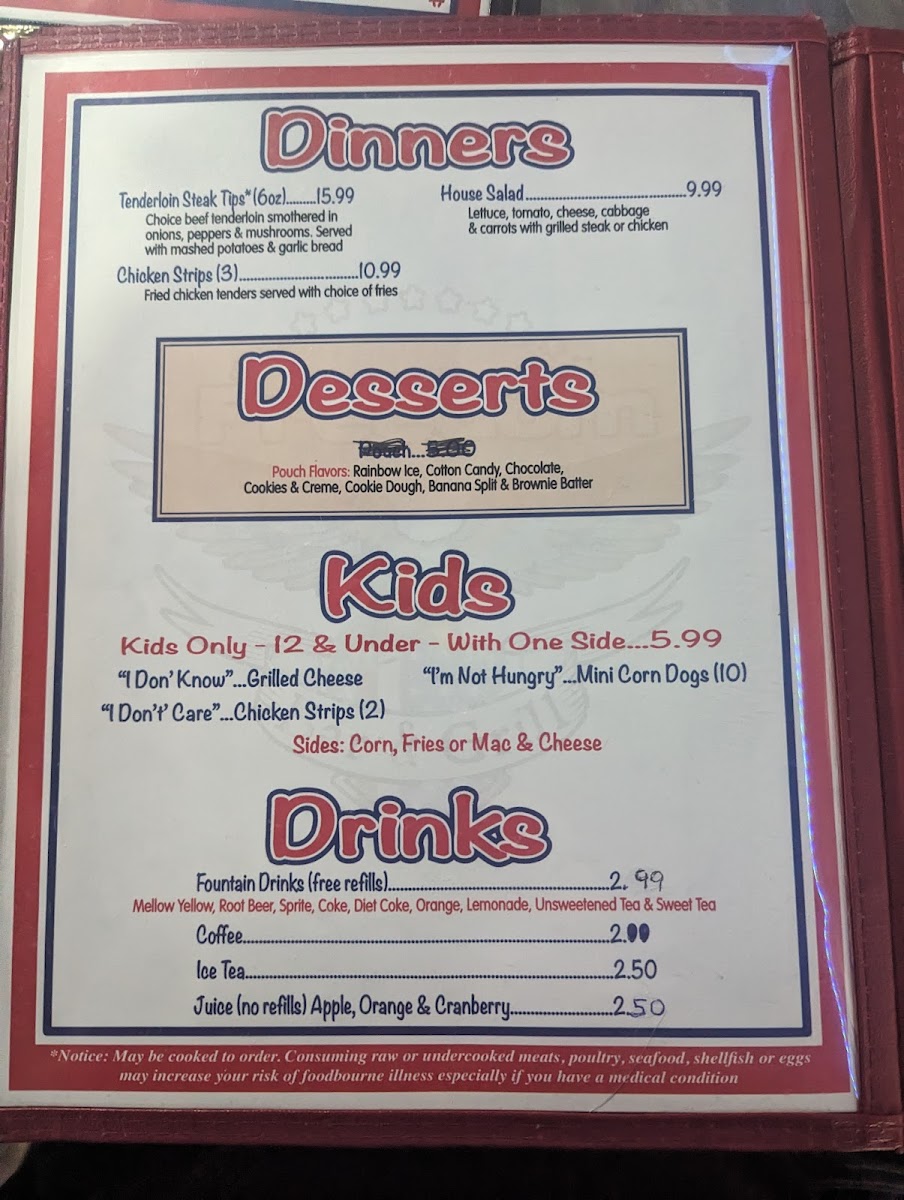 Dinners
Tenderloin Steak Tips* (6oz)........15.99
Choice beef tenderloin smothered in
onions, peppers & mushrooms. Served
with mashed potatoes & garlic bread
Chicken Strips (3)................................10.99
Fried chicken tenders served with choice of fries
House Salad..........................................9.99
Lettuce, tomato, cheese, cabbage
& carrots with grilled steak or chicken
Desserts
Pouch...5.00
Pouch Flavors: Rainbow Ice, Cotton Candy, Chocolate,
Cookies & Creme, Cookie Dough, Banana Split & Brownie Batter
Kids
Kids Only - 12 & Under - With One Side...5.99
"I Don' Know"...Grilled Cheese
"I'm Not Hungry"...Mini Corn Dogs (10)
"I Don't' Care"...Chicken Strips (2)
Sides: Corn, Fries or Mac & Cheese
Drinks
Fountain Drinks (free refills)..........................................................2.99
Mellow Yellow, Root Beer, Sprite, Coke, Diet Coke, Orange, Lemonade, Unsweetened Tea & Sweet Tea
Coffee................................................................................................2.00
Ice Tea................................................................................................2.50
Juice (no refills) Apple, Orange & Cranberry..........................2.50
*Notice: May be cooked to order. Consuming raw or undercooked meats, poultry, seafood, shellfish or eggs
may increase your risk of foodbourne illness especially if you have a medical condition